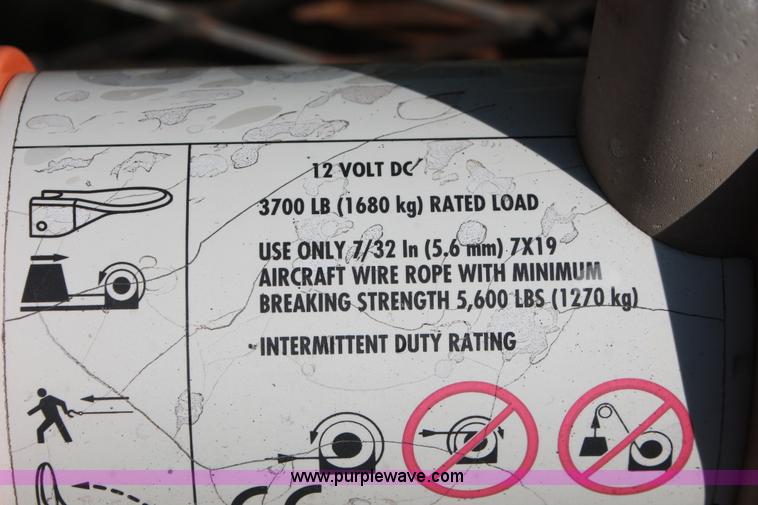 12 VOLT DC
3700 LB (1680 kg) RATED LOAD
USE ONLY 7/32 In (5.6 mm) 7X19
AIRCRAFT WIRE ROPE WITH MINIMUM
BREAKING STRENGTH 5,600 LBS (1270 kg)
INTERMITTENT DUTY RATING
www.purplewave.com